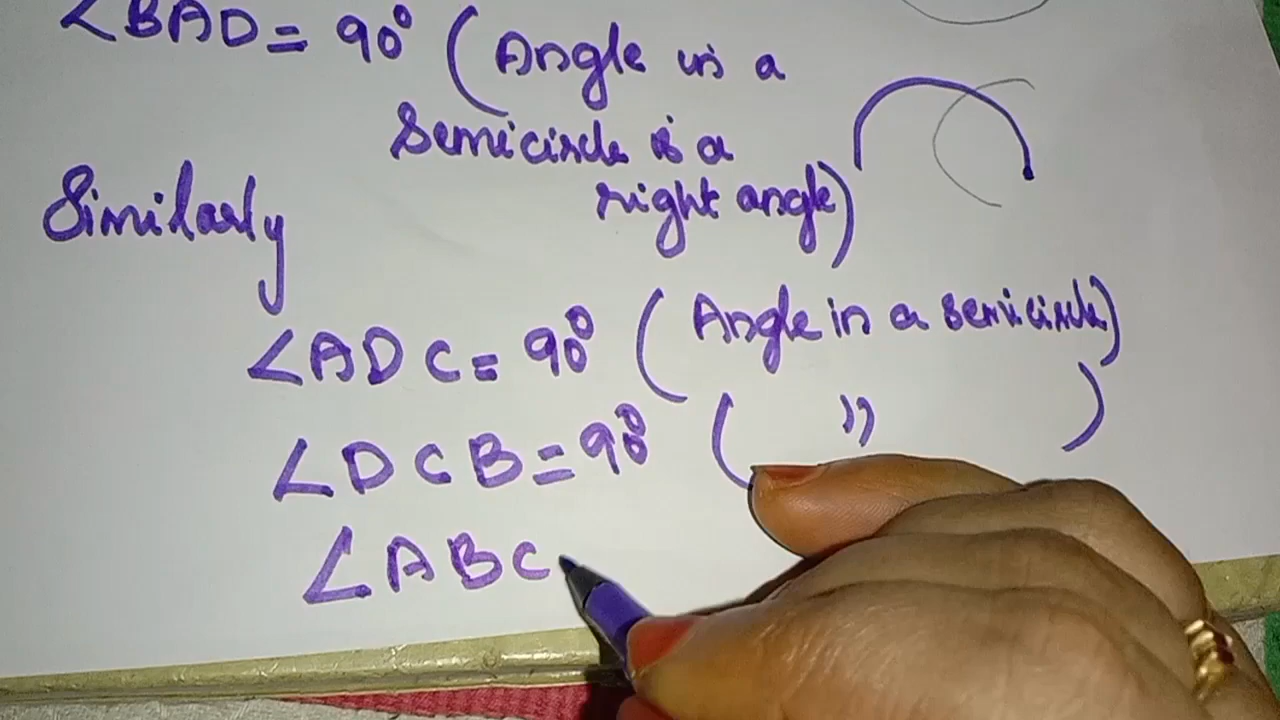 ∠BAD = 90° (Angle in a
semicircle is a
right angle)
Similarly
∠ADC = 90° (Angle in a semicircle)
∠DCB = 90° ( " )
∠ABC